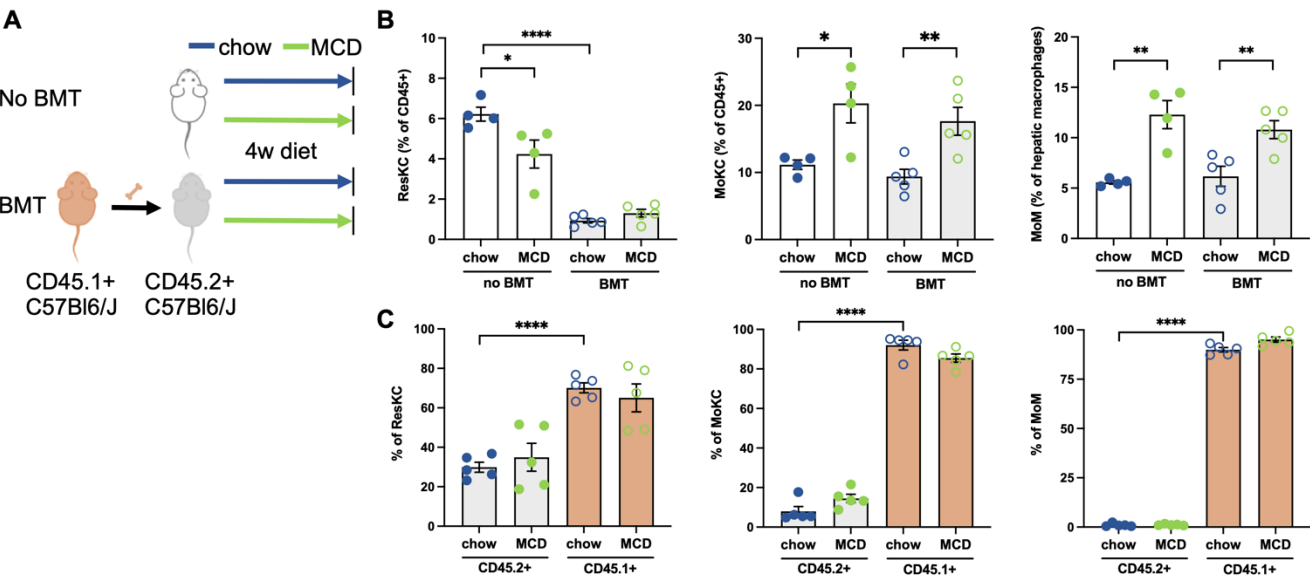 A
chow MCD
No BMT
4w diet
BMT
CD45.1+ CD45.2+
C57Bl6/J C57Bl6/J
B
ResKC (% of CD45+)
10
8
6
4
2
0
****
*
chow MCD chow MCD
no BMT BMT
MoKC (% of CD45+)
30
20
10
0
* **
chow MCD chow MCD
no BMT BMT
MoM (% of hepatic macrophages)
20
15
10
5
0
** **
chow MCD chow MCD
no BMT BMT
C
% of ResKC
100
80
60
40
20
0
****
chow MCD chow MCD
CD45.2+ CD45.1+
% of MoKC
100
80
60
40
20
0
****
chow MCD chow MCD
CD45.2+ CD45.1+
% of MoM
100
75
50
25
0
****
chow MCD chow MCD
CD45.2+ CD45.1+